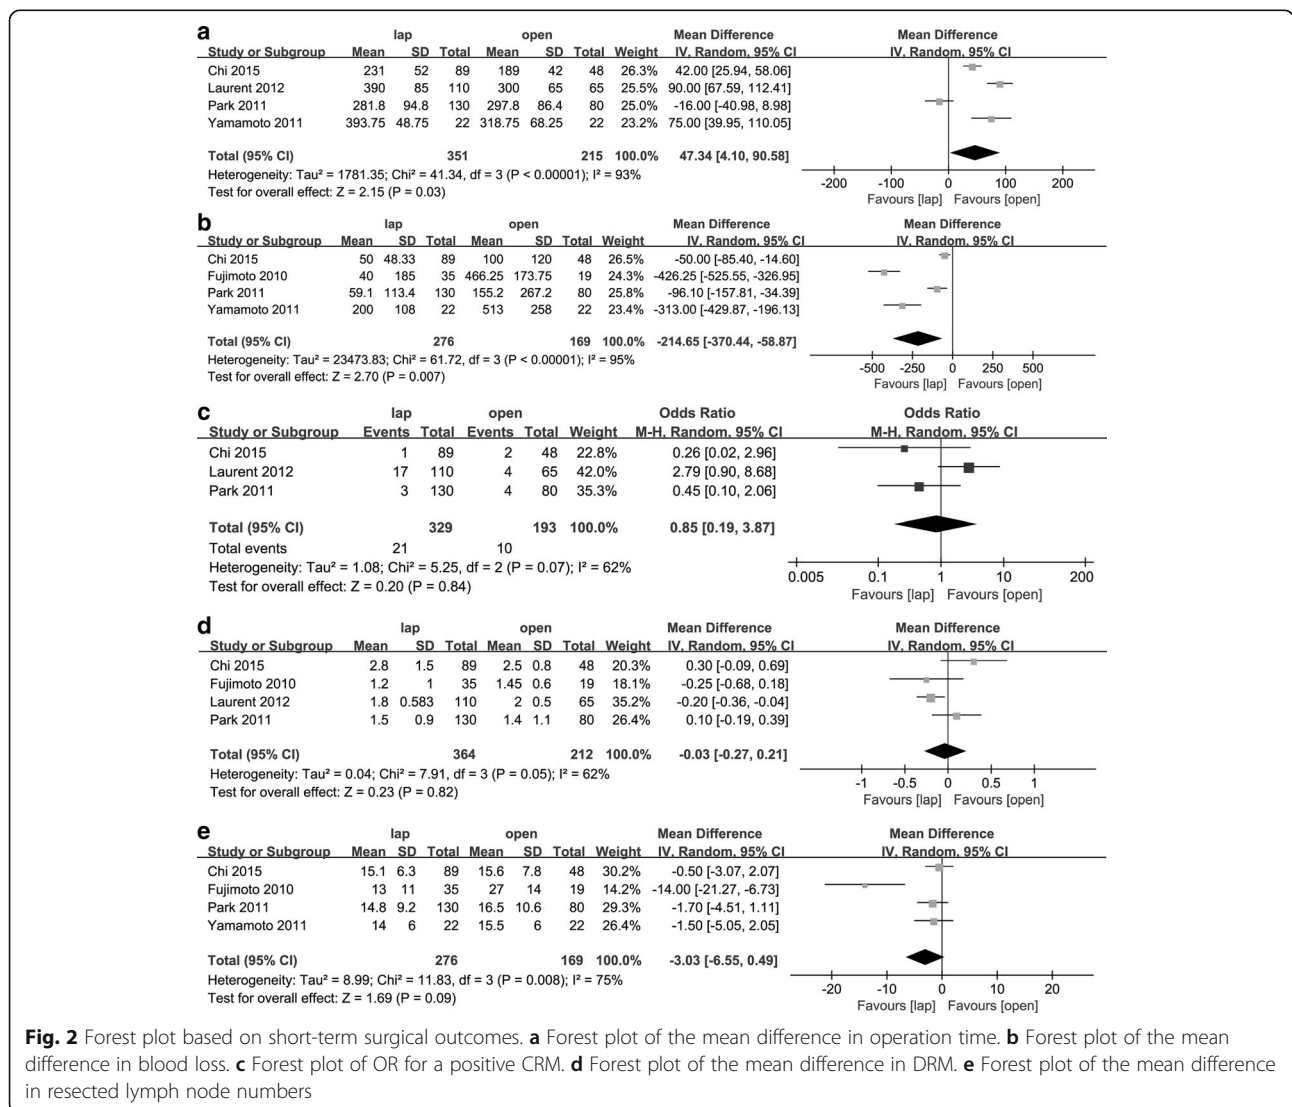 a
lap open Mean Difference Mean Difference
Study or Subgroup Mean SD Total Mean SD Total Weight IV, Random, 95% CI IV, Random, 95% CI
Chi 2015 231 52 89 189 42 48 26.3% 42.00 [25.94, 58.06]
Laurent 2012 390 85 110 300 65 65 25.5% 90.00 [67.59, 112.41]
Park 2011 281.8 94.8 130 297.8 86.4 80 25.0% -16.00 [-40.98, 8.98]
Yamamoto 2011 393.75 48.75 22 318.75 68.25 22 23.2% 75.00 [39.95, 110.05]
Total (95% CI) 351 215 100.0% 47.34 [4.10, 90.58]
Heterogeneity: Tau² = 1781.35; Chi² = 41.34, df = 3 (P < 0.00001); I² = 93%
Test for overall effect: Z = 2.15 (P = 0.03)
-200 -100 0 100 200
Favours [lap] Favours [open]
b
lap open Mean Difference Mean Difference
Study or Subgroup Mean SD Total Mean SD Total Weight IV, Random, 95% CI IV, Random, 95% CI
Chi 2015 50 48.33 89 100 120 48 26.5% -50.00 [-85.40, -14.60]
Fujimoto 2010 40 185 35 466.25 173.75 19 24.3% -426.25 [-525.55, -326.95]
Park 2011 59.1 113.4 130 155.2 267.2 80 25.8% -96.10 [-157.81, -34.39]
Yamamoto 2011 200 108 22 513 258 22 23.4% -313.00 [-429.87, -196.13]
Total (95% CI) 276 169 100.0% -214.65 [-370.44, -58.87]
Heterogeneity: Tau² = 23473.83; Chi² = 61.72, df = 3 (P < 0.00001); I² = 95%
Test for overall effect: Z = 2.70 (P = 0.007)
-500 -250 0 250 500
Favours [lap] Favours [open]
c
lap open Odds Ratio Odds Ratio
Study or Subgroup Events Total Events Total Weight M-H, Random, 95% CI M-H, Random, 95% CI
Chi 2015 1 89 2 48 22.8% 0.26 [0.02, 2.96]
Laurent 2012 17 110 4 65 42.0% 2.79 [0.90, 8.68]
Park 2011 3 130 4 80 35.3% 0.45 [0.10, 2.06]
Total (95% CI) 329 193 100.0% 0.85 [0.19, 3.87]
Total events 21 10
Heterogeneity: Tau² = 1.08; Chi² = 5.25, df = 2 (P = 0.07); I² = 62%
Test for overall effect: Z = 0.20 (P = 0.84)
0.005 0.1 1 10 200
Favours [lap] Favours [open]
d
lap open Mean Difference Mean Difference
Study or Subgroup Mean SD Total Mean SD Total Weight IV, Random, 95% CI IV, Random, 95% CI
Chi 2015 2.8 1.5 89 2.5 0.8 48 20.3% 0.30 [-0.09, 0.69]
Fujimoto 2010 1.2 1 35 1.45 0.6 19 18.1% -0.25 [-0.68, 0.18]
Laurent 2012 1.8 0.583 110 2 0.5 65 35.2% -0.20 [-0.36, -0.04]
Park 2011 1.5 0.9 130 1.4 1.1 80 26.4% 0.10 [-0.19, 0.39]
Total (95% CI) 364 212 100.0% -0.03 [-0.27, 0.21]
Heterogeneity: Tau² = 0.04; Chi² = 7.91, df = 3 (P = 0.05); I² = 62%
Test for overall effect: Z = 0.23 (P = 0.82)
-1 -0.5 0 0.5 1
Favours [lap] Favours [open]
e
lap open Mean Difference Mean Difference
Study or Subgroup Mean SD Total Mean SD Total Weight IV, Random, 95% CI IV, Random, 95% CI
Chi 2015 15.1 6.3 89 15.6 7.8 48 30.2% -0.50 [-3.07, 2.07]
Fujimoto 2010 13 11 35 27 14 19 14.2% -14.00 [-21.27, -6.73]
Park 2011 14.8 9.2 130 16.5 10.6 80 29.3% -1.70 [-4.51, 1.11]
Yamamoto 2011 14 6 22 15.5 6 22 26.4% -1.50 [-5.05, 2.05]
Total (95% CI) 276 169 100.0% -3.03 [-6.55, 0.49]
Heterogeneity: Tau² = 8.99; Chi² = 11.83, df = 3 (P = 0.008); I² = 75%
Test for overall effect: Z = 1.69 (P = 0.09)
-20 -10 0 10 20
Favours [lap] Favours [open]
Fig. 2 Forest plot based on short-term surgical outcomes. a Forest plot of the mean difference in operation time. b Forest plot of the mean
difference in blood loss. c Forest plot of OR for a positive CRM. d Forest plot of the mean difference in DRM. e Forest plot of the mean difference
in resected lymph node numbers